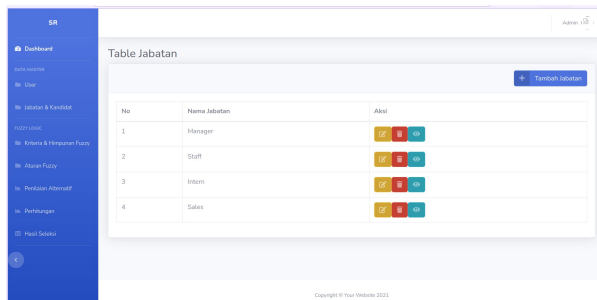 SR
Admin
Dashboard
Table Jabatan
DATA MASTER
User
Tambah Jabatan
Jabatan & Kandidat
No Nama Jabatan Aksi
FUZZY LOGIC
1 Manager
Kriteria & Himpunan Fuzzy
2 Staff
Aturan Fuzzy
3 Intern
Penilaian Alternatif
4 Sales
Perhitungan
Hasil Seleksi
Copyright © Your Website 2021